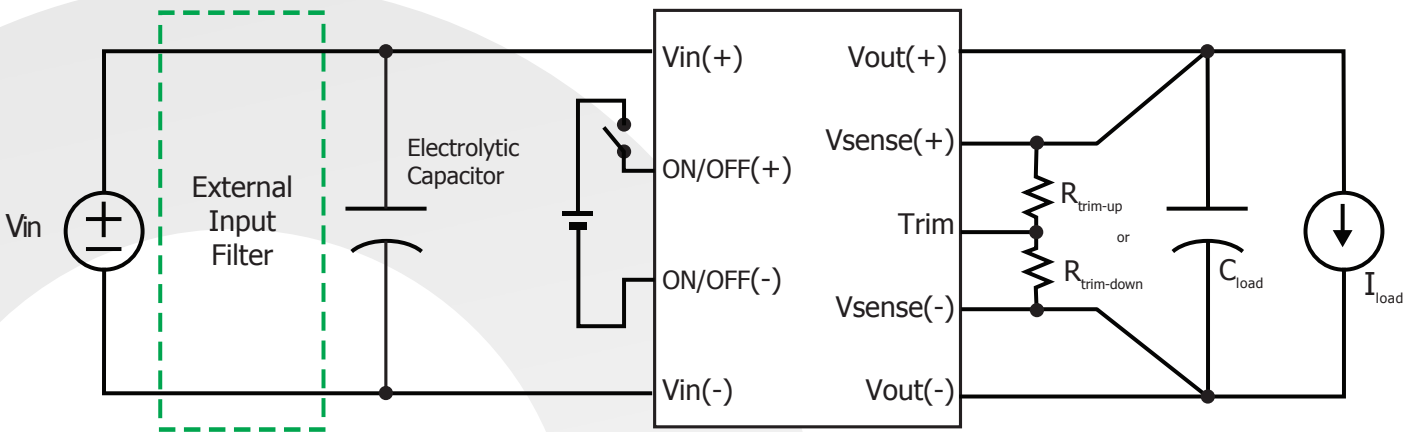 Vin
External
Input
Filter
Electrolytic
Capacitor
Vin(+)
ON/OFF(+)
ON/OFF(-)
Vin(-)
Vout(+)
Vsense(+)
Trim
Vsense(-)
Vout(-)
Rtrim-up
or
Rtrim-down
Cload
Iload